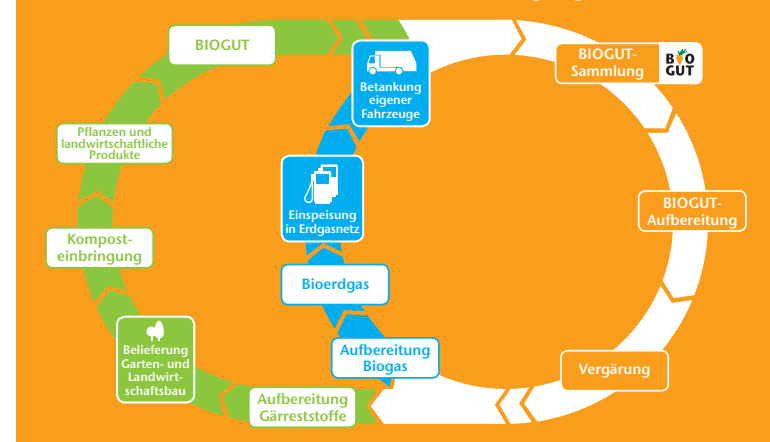 BIOGUT
Betankung
eigener
Fahrzeuge
BIOGUT-
Sammlung
BIO
GUT
Pflanzen und
landwirtschaftliche
Produkte
Einspeisung
in Erdgasnetz
BIOGUT-
Aufbereitung
Kompost-
einbringung
Bioerdgas
Belieferung
Garten- und
Landwirt-
schaftsbau
Aufbereitung
Biogas
Vergärung
Aufbereitung
Gärreststoffe